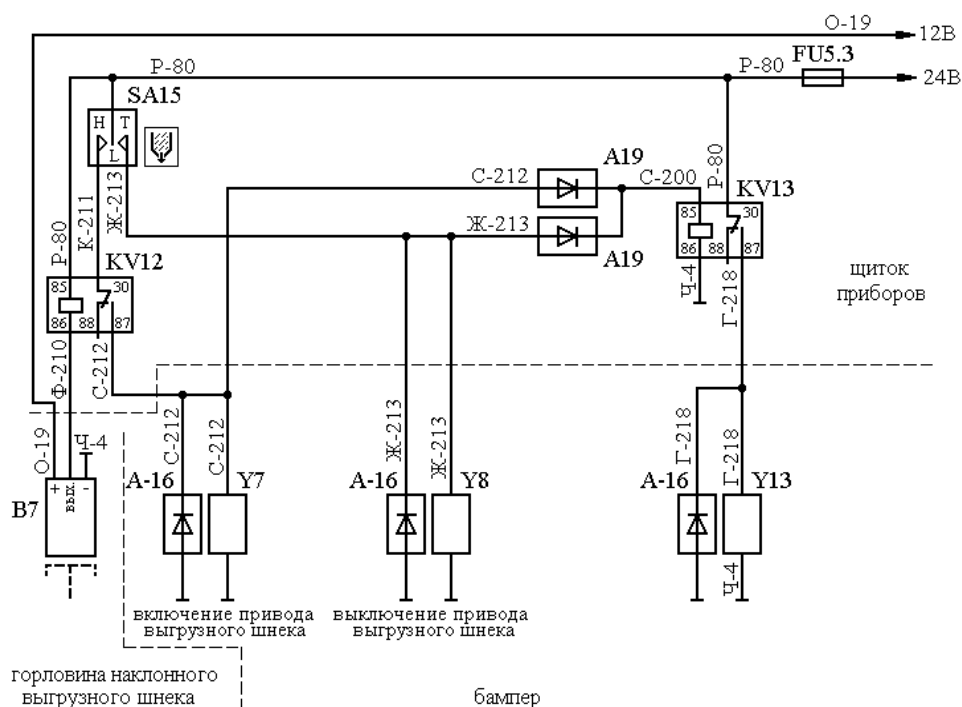 О-19
12В
Р-80
Р-80
FU5.3
24В
SA15
Н Т
L
К-211
Ж-213
Р-80
С-212
А19
С-200
Р-80
KV13
Ж-213
А19
85 30
86 88 87
Ч-4
Г-218
щиток
приборов
KV12
85 30
86 88 87
Ф-210
С-212
О-19
Ч-4
С-212
С-212
Ж-213
Ж-213
Г-218
Г-218
В7
+ вых. -
А-16
Y7
А-16
Y8
А-16
Y13
Ч-4
включение привода
выгрузного шнека
выключение привода
выгрузного шнека
горловина наклонного
выгрузного шнека
бампер